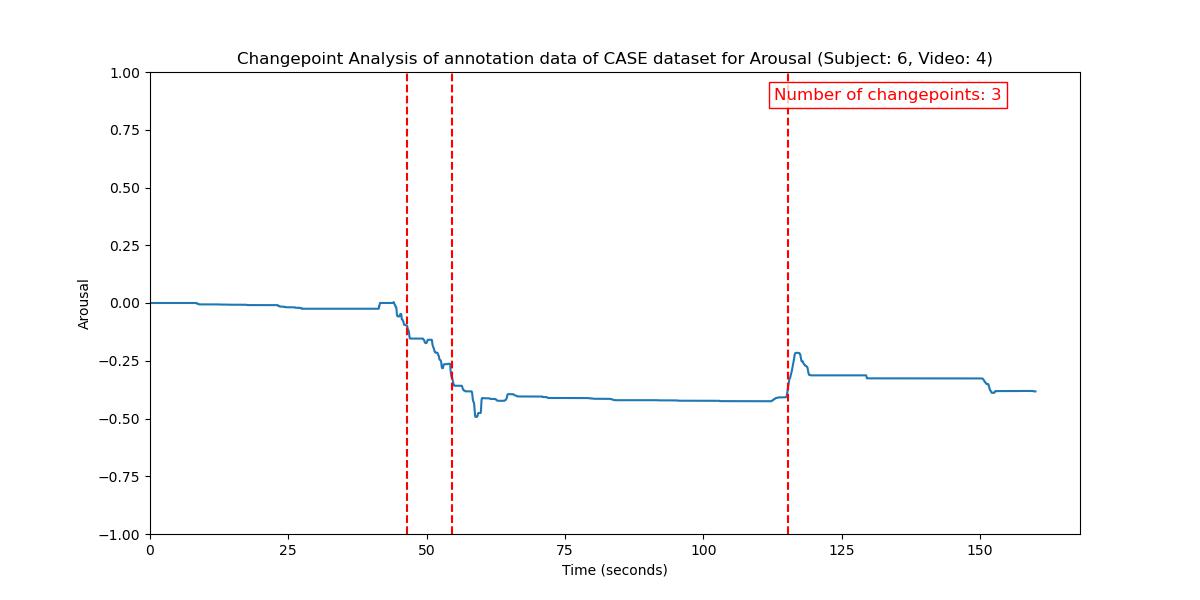 Changepoint Analysis of annotation data of CASE dataset for Arousal (Subject: 6, Video: 4)
Number of changepoints: 3
1.00
0.75
0.50
0.25
0.00
−0.25
−0.50
−0.75
−1.00
Arousal
0 25 50 75 100 125 150
Time (seconds)